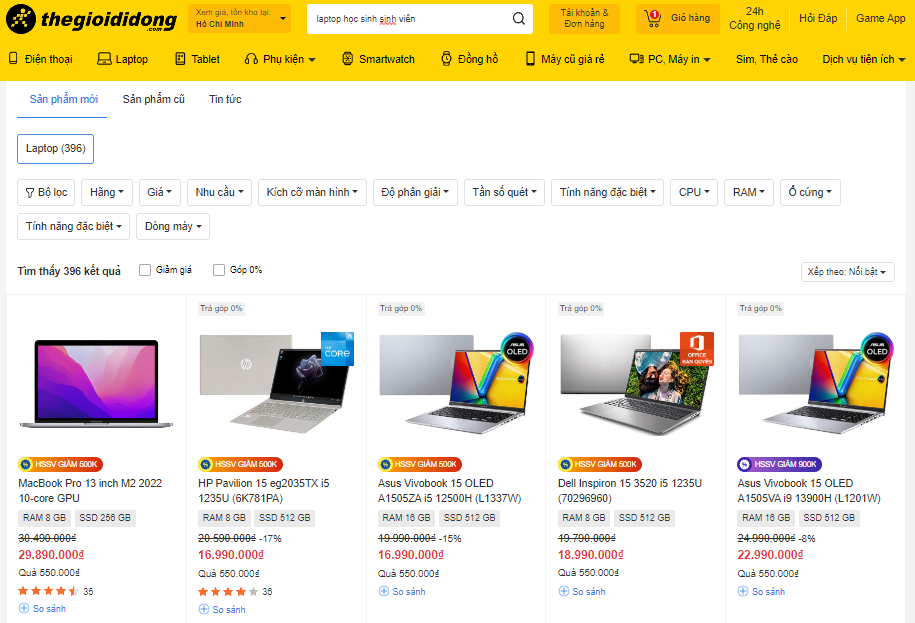 thegioididong
.com
Xem giá, tồn kho tại:
Hồ Chí Minh
laptop học sinh sinh viên
Tài khoản &
Đơn hàng
1
Giỏ hàng
24h
Công nghệ
Hỏi Đáp
Game App
Điện thoại
Laptop
Tablet
Phụ kiện
Smartwatch
Đồng hồ
Máy cũ giá rẻ
PC, Máy in
Sim, Thẻ cào
Dịch vụ tiện ích
Sản phẩm mới
Sản phẩm cũ
Tin tức
Laptop (396)
Bộ lọc
Hãng
Giá
Nhu cầu
Kích cỡ màn hình
Độ phân giải
Tần số quét
Tính năng đặc biệt
CPU
RAM
Ổ cứng
Tính năng đặc biệt
Dòng máy
Tìm thấy 396 kết quả
Giảm giá
Góp 0%
Xếp theo: Nổi bật
HSSV GIẢM 500K
MacBook Pro 13 inch M2 2022
10-core GPU
RAM 8 GB
SSD 256 GB
30.490.000₫
29.890.000₫
Quà 550.000₫
35
So sánh
Trả góp 0%
intel
CORE
i5
HSSV GIẢM 500K
HP Pavilion 15 eg2035TX i5
1235U (6K781PA)
RAM 8 GB
SSD 512 GB
20.590.000₫ -17%
16.990.000₫
Quà 550.000₫
36
So sánh
Trả góp 0%
ASUS
OLED
HSSV GIẢM 500K
Asus Vivobook 15 OLED
A1505ZA i5 12500H (L1337W)
RAM 16 GB
SSD 512 GB
19.990.000₫ -15%
16.990.000₫
Quà 550.000₫
So sánh
Trả góp 0%
OFFICE
BẢN QUYỀN
HSSV GIẢM 500K
Dell Inspiron 15 3520 i5 1235U
(70296960)
RAM 8 GB
SSD 512 GB
19.790.000₫
18.990.000₫
Quà 550.000₫
So sánh
Trả góp 0%
ASUS
OLED
HSSV GIẢM 900K
Asus Vivobook 15 OLED
A1505VA i9 13900H (L1201W)
RAM 16 GB
SSD 512 GB
24.990.000₫ -8%
22.990.000₫
Quà 550.000₫
So sánh